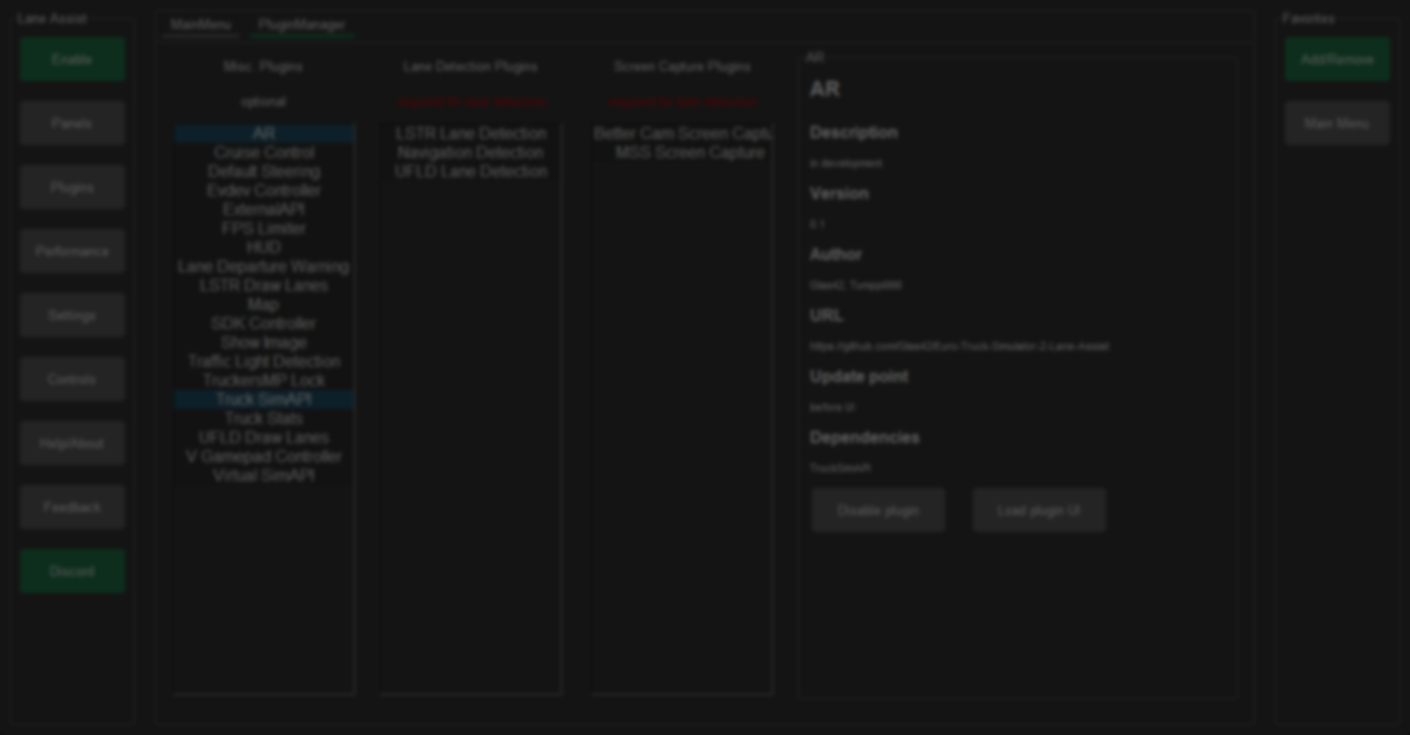 Lane Assist
Enable
Panels
Plugins
Performance
Settings
Controls
Help/About
Feedback
Discord
MainMenu
PluginManager
Misc. Plugins
optional
AR
Cruise Control
Default Steering
Evdev Controller
ExternalAPI
FPS Limiter
HUD
Lane Departure Warning
LSTR Draw Lanes
Map
SDK Controller
Show Image
Traffic Light Detection
TruckersMP Lock
Truck SimAPI
Truck Stats
UFLD Draw Lanes
V Gamepad Controller
Virtual SimAPI
Lane Detection Plugins
LSTR Lane Detection
Navigation Detection
UFLD Lane Detection
Screen Capture Plugins
Better Cam Screen Captu
MSS Screen Capture
AR
AR
Description
in development
Version
0.1
Author
URL
https://github.com/Glas42/Euro-Truck-Simulator-2-Lane-Assist
Update point
before UI
Dependencies
TruckSimAPI
Disable plugin
Load plugin UI
Favorites
Add/Remove
Main Menu